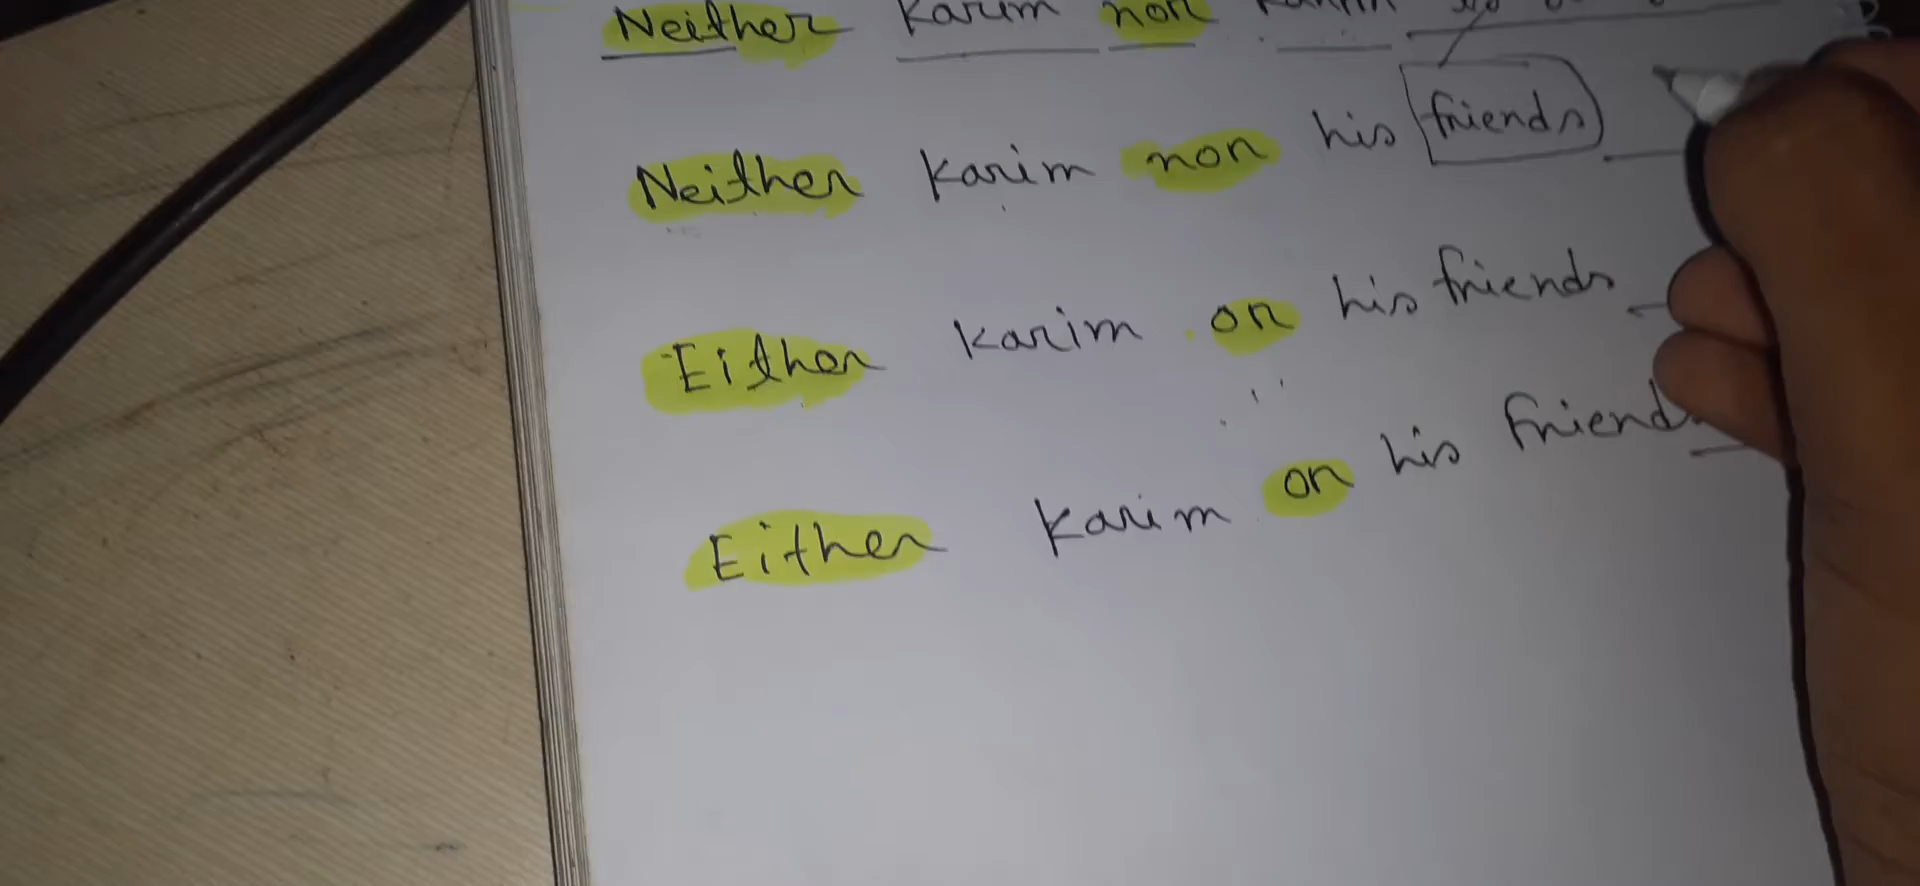 Neither Karim nor
Neither Karim nor his friends
Either Karim or his friends
Either Karim or his friend